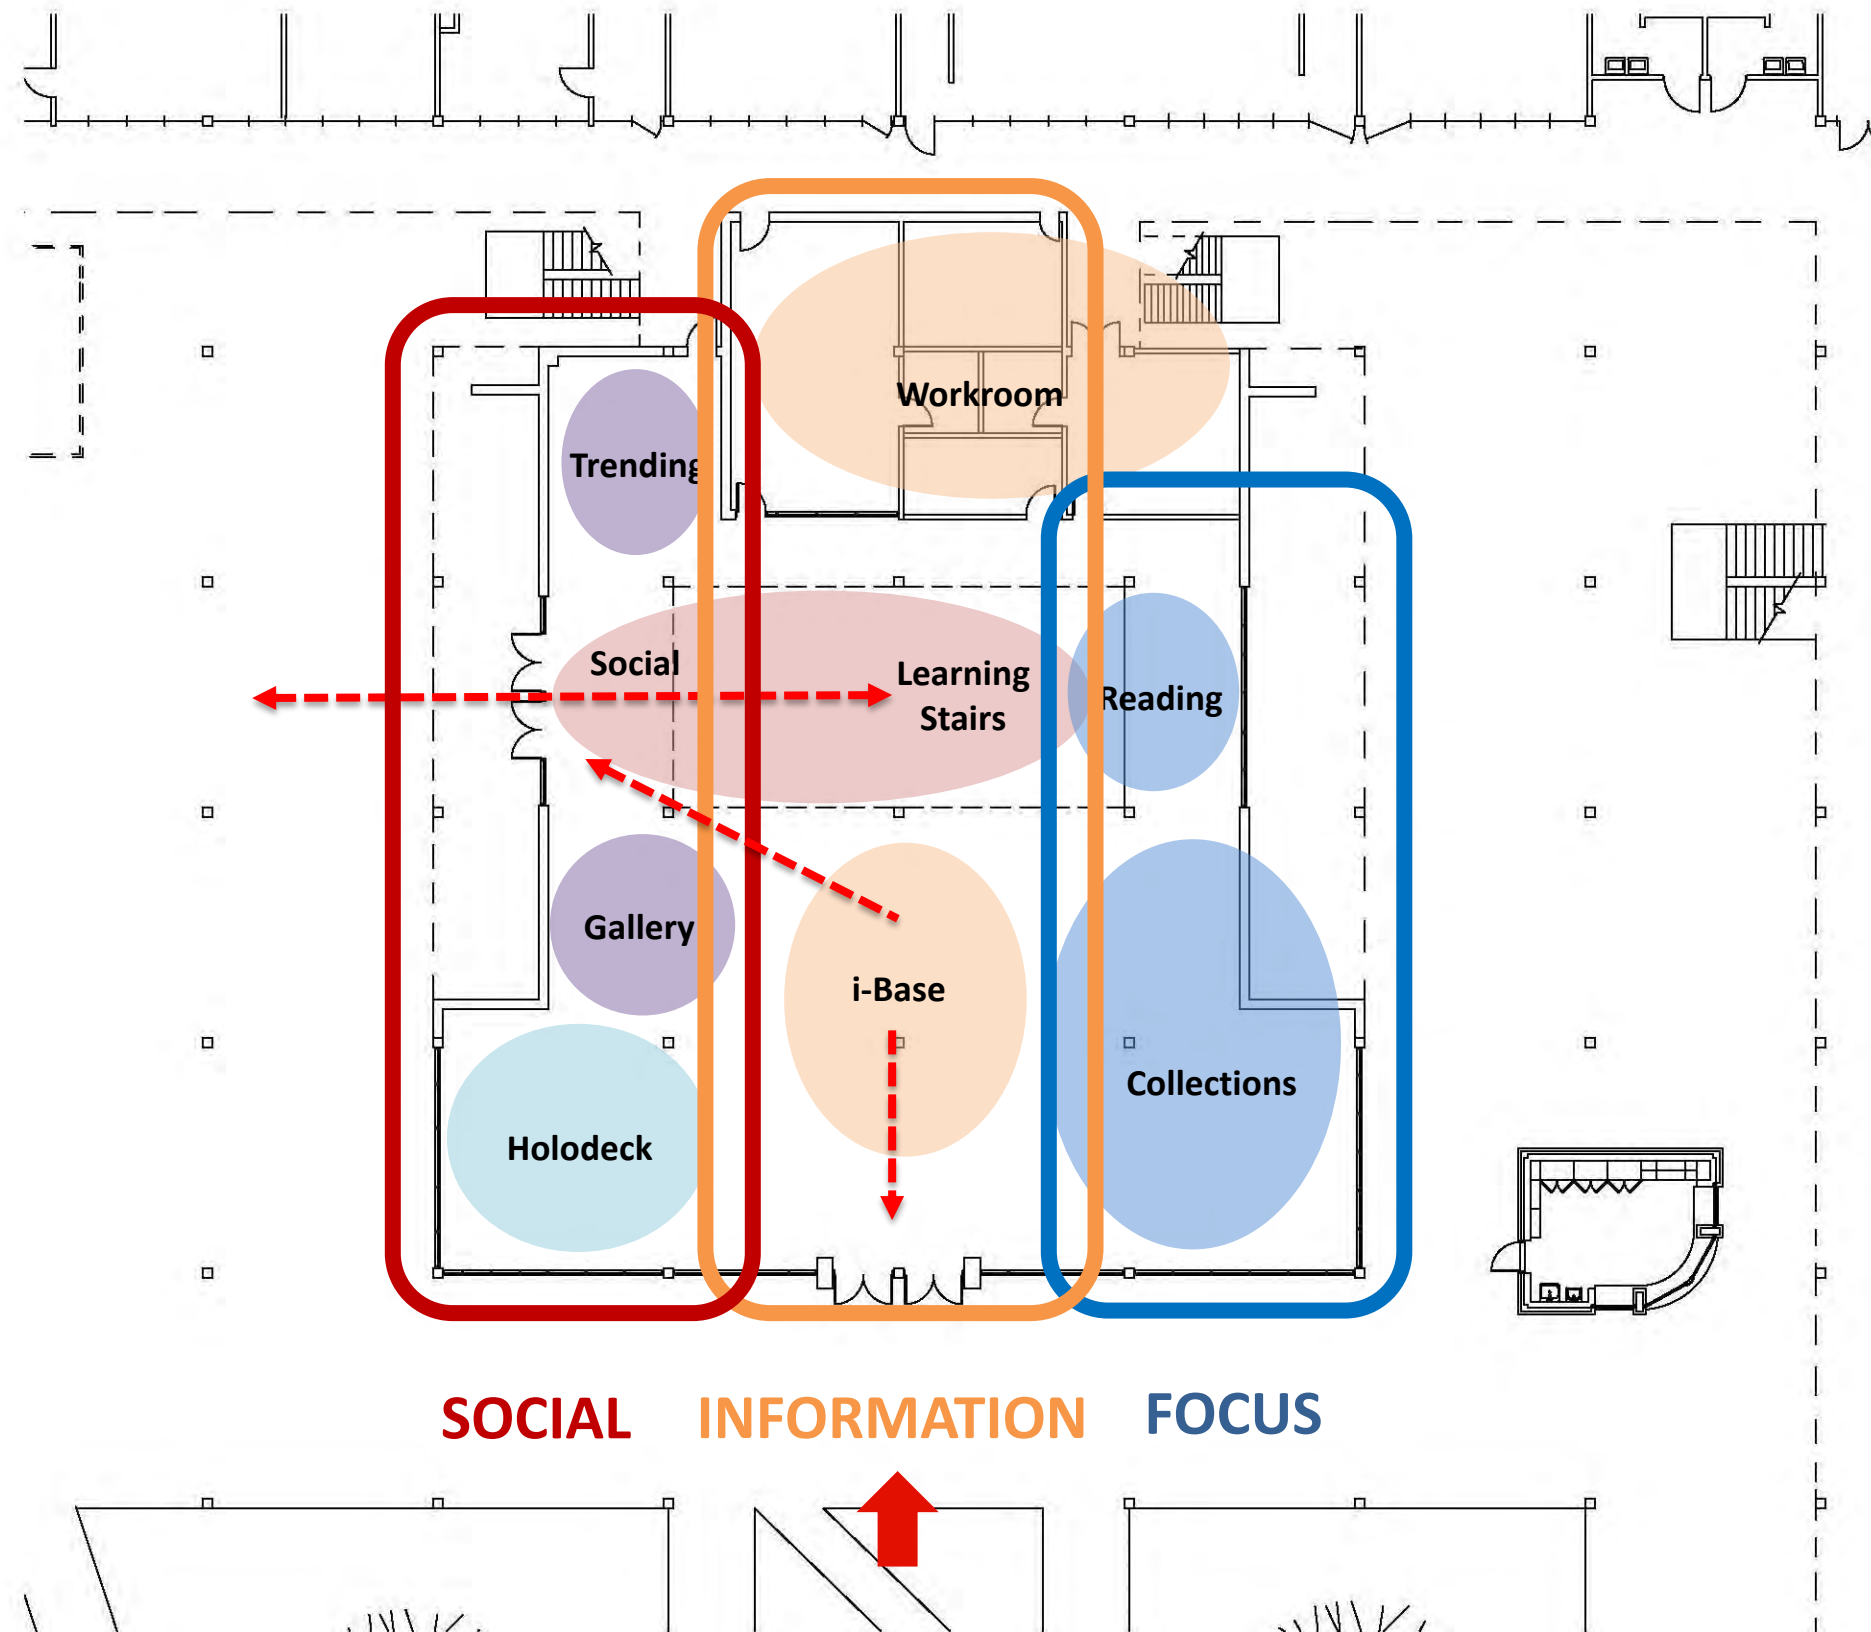 Workroom
Trending
Social
Learning
Stairs
Reading
Gallery
i-Base
Collections
Holodeck
SOCIAL
INFORMATION
FOCUS